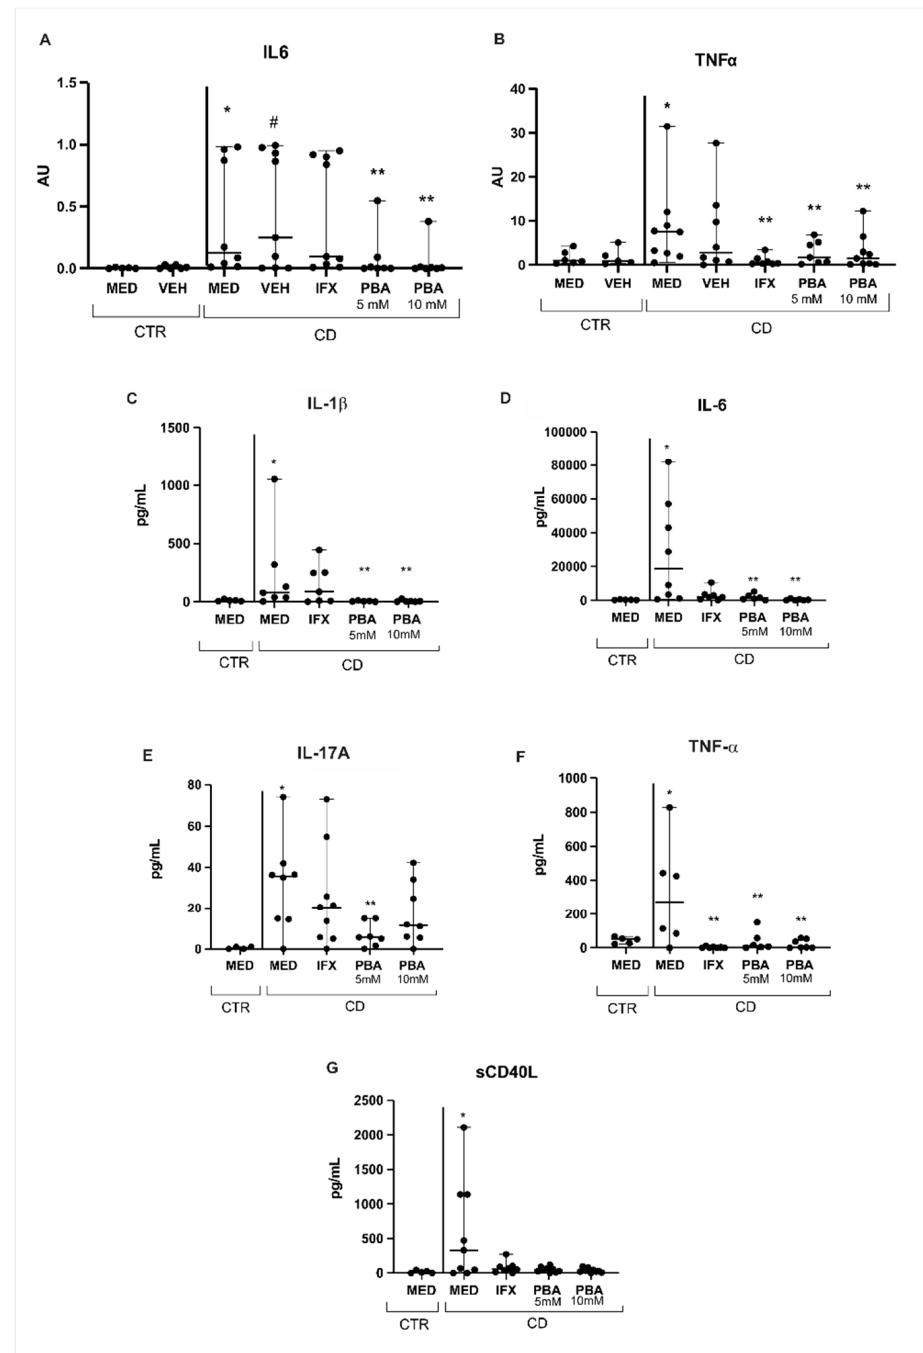 A
IL6
1.5
1.0
0.5
0.0
AU
*
#
**
**
MED VEH MED VEH IFX PBA PBA
5 mM 10 mM
CTR CD
B
TNFα
40
30
20
10
0
AU
*
**
**
**
MED VEH MED VEH IFX PBA PBA
5 mM 10 mM
CTR CD
C
IL-1β
1500
1000
500
0
pg/mL
*
**
**
MED MED IFX PBA PBA
5mM 10mM
CTR CD
D
IL-6
100000
80000
60000
40000
20000
0
pg/mL
*
**
**
MED MED IFX PBA PBA
5mM 10mM
CTR CD
E
IL-17A
80
60
40
20
0
pg/mL
*
**
MED MED IFX PBA PBA
5mM 10mM
CTR CD
F
TNF-α
1000
800
600
400
200
0
pg/mL
*
**
**
**
MED MED IFX PBA PBA
5mM 10mM
CTR CD
G
sCD40L
2500
2000
1500
1000
500
0
pg/mL
*
MED MED IFX PBA PBA
5mM 10mM
CTR CD